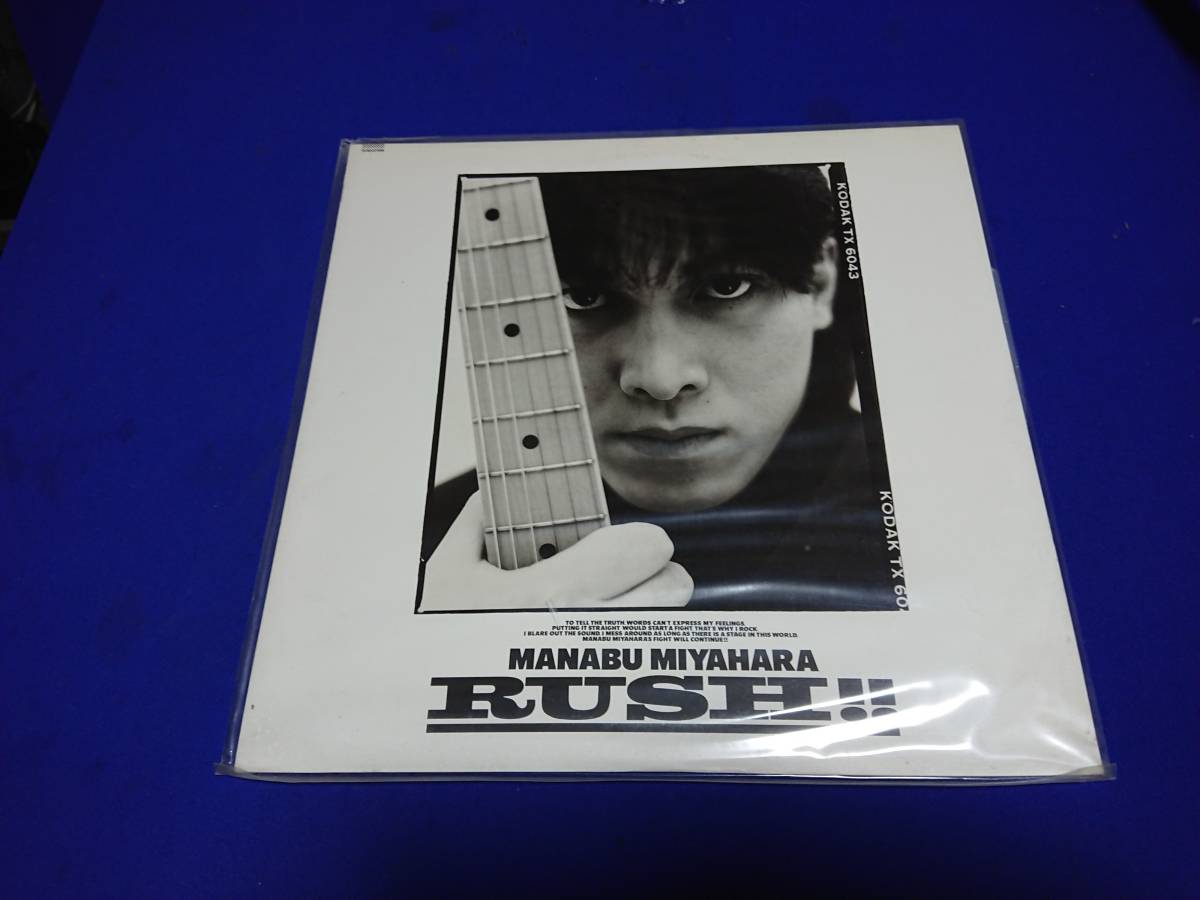 KODAK TX 6043
KODAK TX 60
TO TELL THE TRUTH WORDS CAN'T EXPRESS MY FEELINGS.
PUTTING IT STRAIGHT WOULD START A FIGHT THAT'S WHY I ROCK.
I BLARE OUT THE SOUND I MESS AROUND AS LONG AS THERE IS A STAGE IN THIS WORLD.
MANABU MIYAHARAS FIGHT WILL CONTINUE!!
MANABU MIYAHARA
RUSH!!